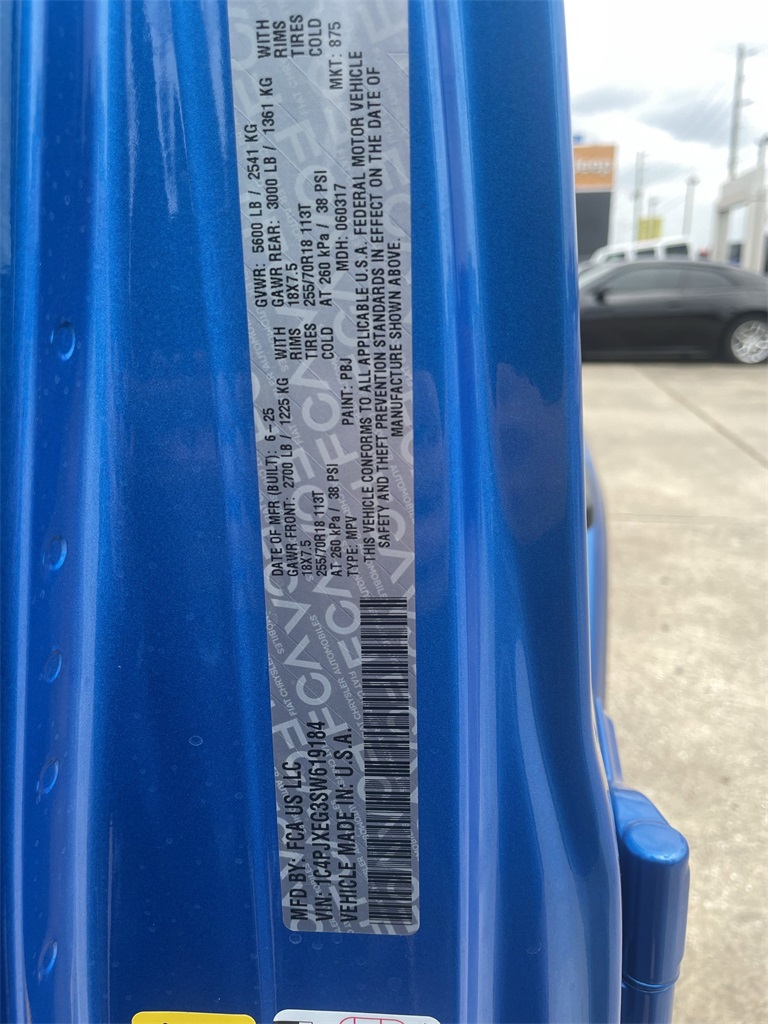 MFD BY: FCA US LLC
VIN: 1C4PJXEG3SW619184
VEHICLE MADE IN: U.S.A.
DATE OF MFR (BUILT): 6-25 GVWR: 5600 LB / 2541 KG
GAWR FRONT: 2700 LB / 1225 KG WITH GAWR REAR: 3000 LB / 1361 KG WITH
18X7.5 RIMS 18X7.5 RIMS
255/70R18 113T TIRES 255/70R18 113T TIRES
AT 260 kPa / 38 PSI COLD AT 260 kPa / 38 PSI COLD
TYPE: MPV PAINT: PBJ MDH: 060317 MKT: 875
THIS VEHICLE CONFORMS TO ALL APPLICABLE U.S.A. FEDERAL MOTOR VEHICLE
SAFETY AND THEFT PREVENTION STANDARDS IN EFFECT ON THE DATE OF
MANUFACTURE SHOWN ABOVE.
FCA
FIAT CHRYSLER AUTOMOBILES